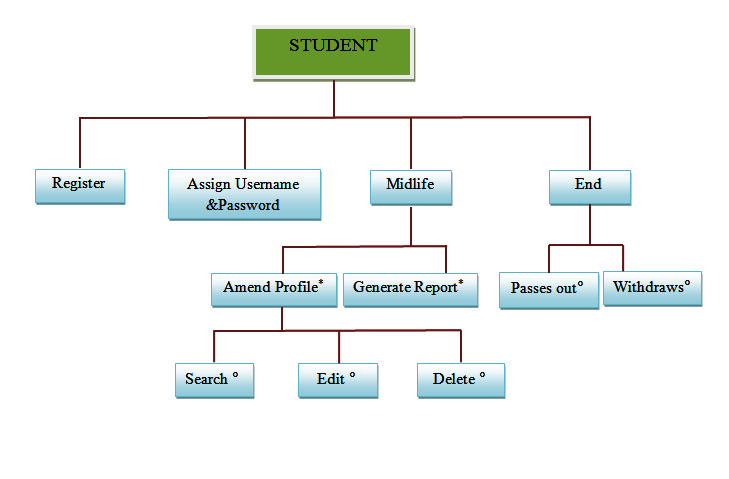 STUDENT
Register
Assign Username
&Password
Midlife
End
Amend Profile*
Generate Report*
Passes out°
Withdraws°
Search °
Edit °
Delete °